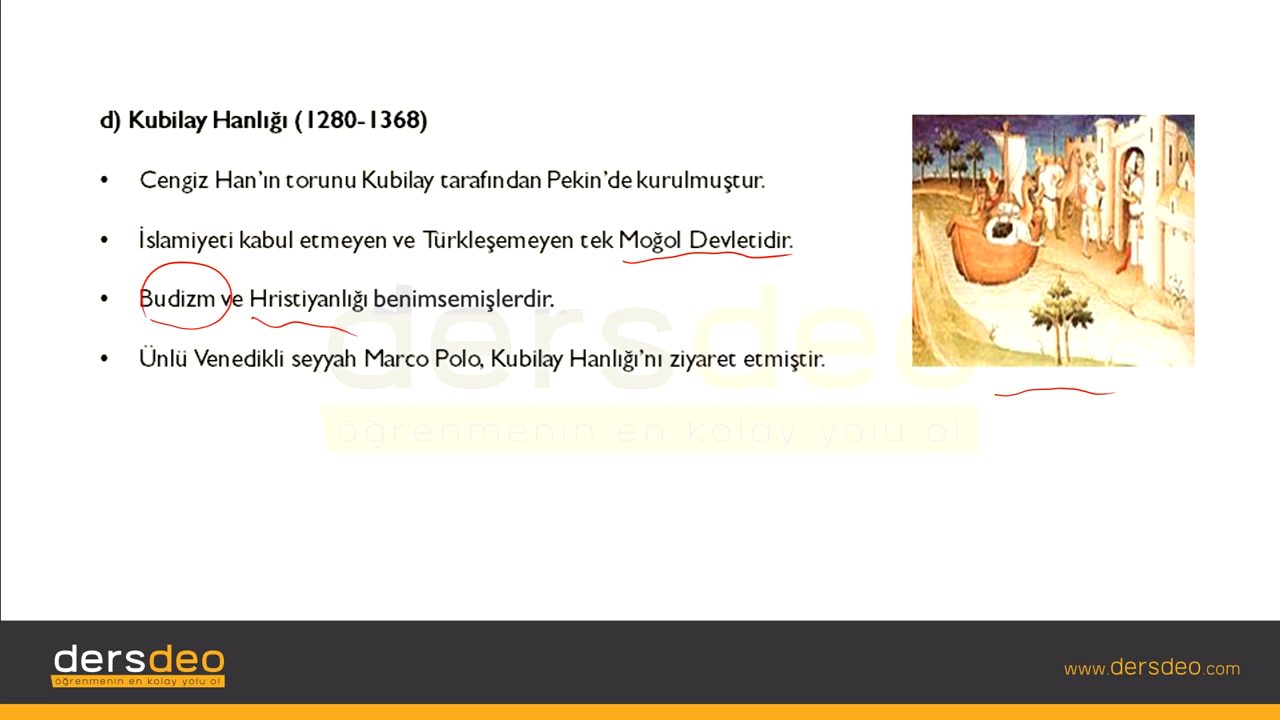 d) Kubilay Hanlığı (1280-1368)
• Cengiz Han’ın torunu Kubilay tarafından Pekin’de kurulmuştur.
• İslamiyeti kabul etmeyen ve Türkleşemeyen tek Moğol Devletidir.
• Budizm ve Hristiyanlığı benimsemişlerdir.
• Ünlü Venedikli seyyah Marco Polo, Kubilay Hanlığı’nı ziyaret etmiştir.
dersdeo
öğrenmenin en kolay yolu o!
dersdeo
öğrenmenin en kolay yolu o!
www.dersdeo.com